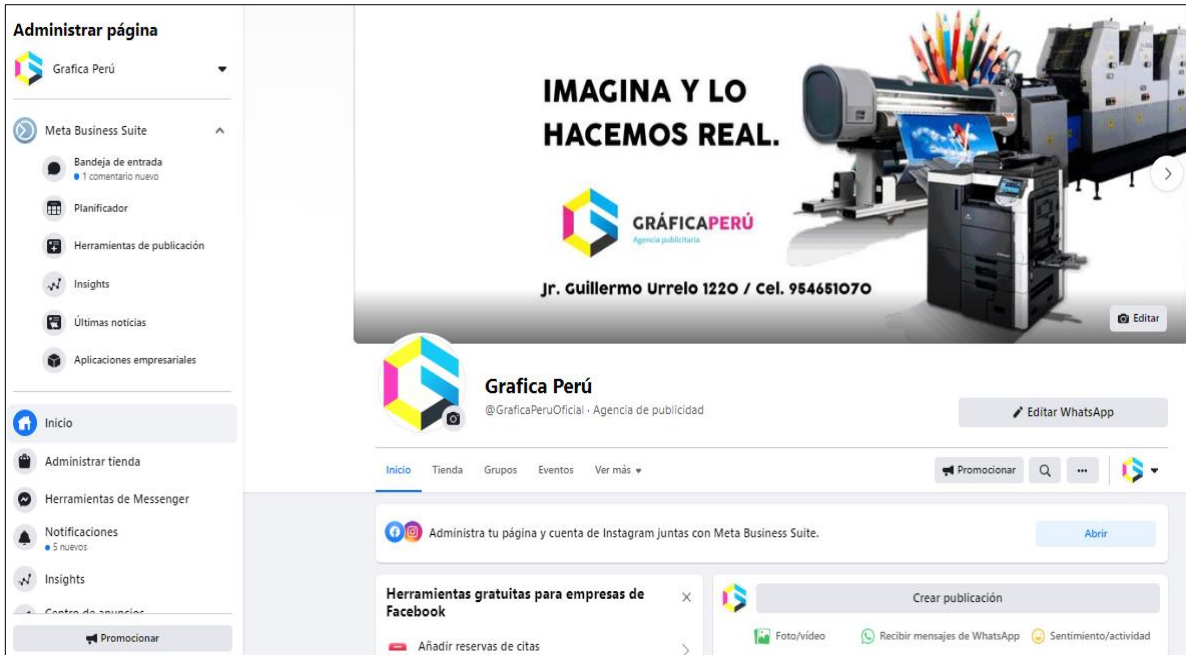 Administrar página
Grafica Perú
Meta Business Suite
Bandeja de entrada
1 comentario nuevo
Planificador
Herramientas de publicación
Insights
Últimas noticias
Aplicaciones empresariales
Inicio
Administrar tienda
Herramientas de Messenger
Notificaciones
5 nuevos
Insights
Centro de anuncios
Promocionar
IMAGINA Y LO
HACEMOS REAL.
GRÁFICAPERÚ
Agencia publicitaria
Jr. Guillermo Urrelo 1220 / Cel. 954651070
Editar
Grafica Perú
@GraficaPeruOficial · Agencia de publicidad
Editar WhatsApp
Inicio Tienda Grupos Eventos Ver más
Promocionar
Administra tu página y cuenta de Instagram juntas con Meta Business Suite.
Abrir
Herramientas gratuitas para empresas de
Facebook
Añadir reservas de citas
Crear publicación
Foto/vídeo Recibir mensajes de WhatsApp Sentimiento/actividad